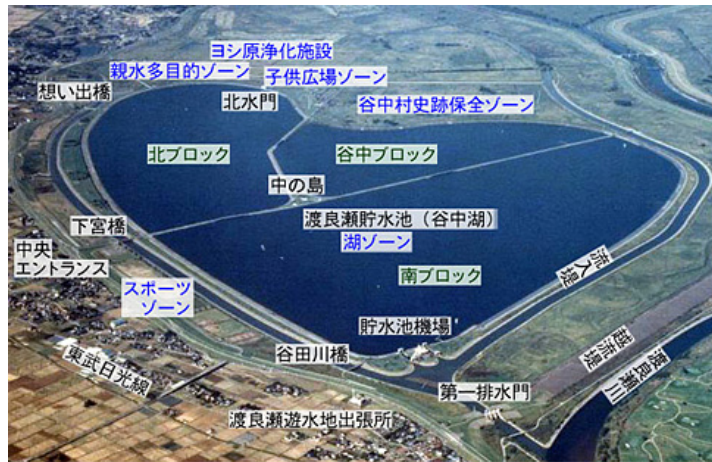 ヨシ原浄化施設
親水多目的ゾーン
子供広場ゾーン
想い出橋
北水門
谷中村史跡保全ゾーン
北ブロック
谷中ブロック
中の島
渡良瀬貯水池（谷中湖）
湖ゾーン
下宮橋
中央
エントランス
南ブロック
流入堤
スポーツ
ゾーン
貯水池機場
谷田川橋
越流堤
東武日光線
渡良瀬川
第一排水門
渡良瀬遊水地出張所